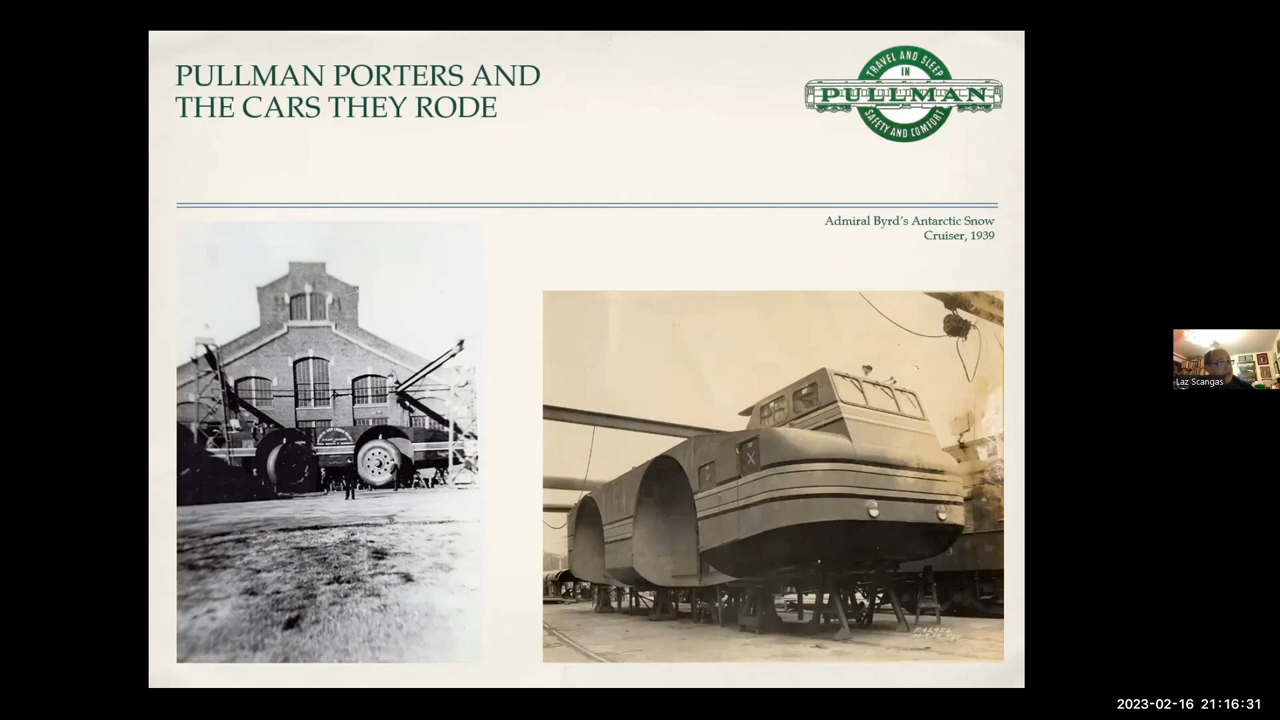 PULLMAN PORTERS AND
THE CARS THEY RODE
TRAVEL AND SLEEP
IN
PULLMAN
SAFETY AND COMFORT
Admiral Byrd's Antarctic Snow
Cruiser, 1939
Laz Scangas
2023-02-16 21:16:31